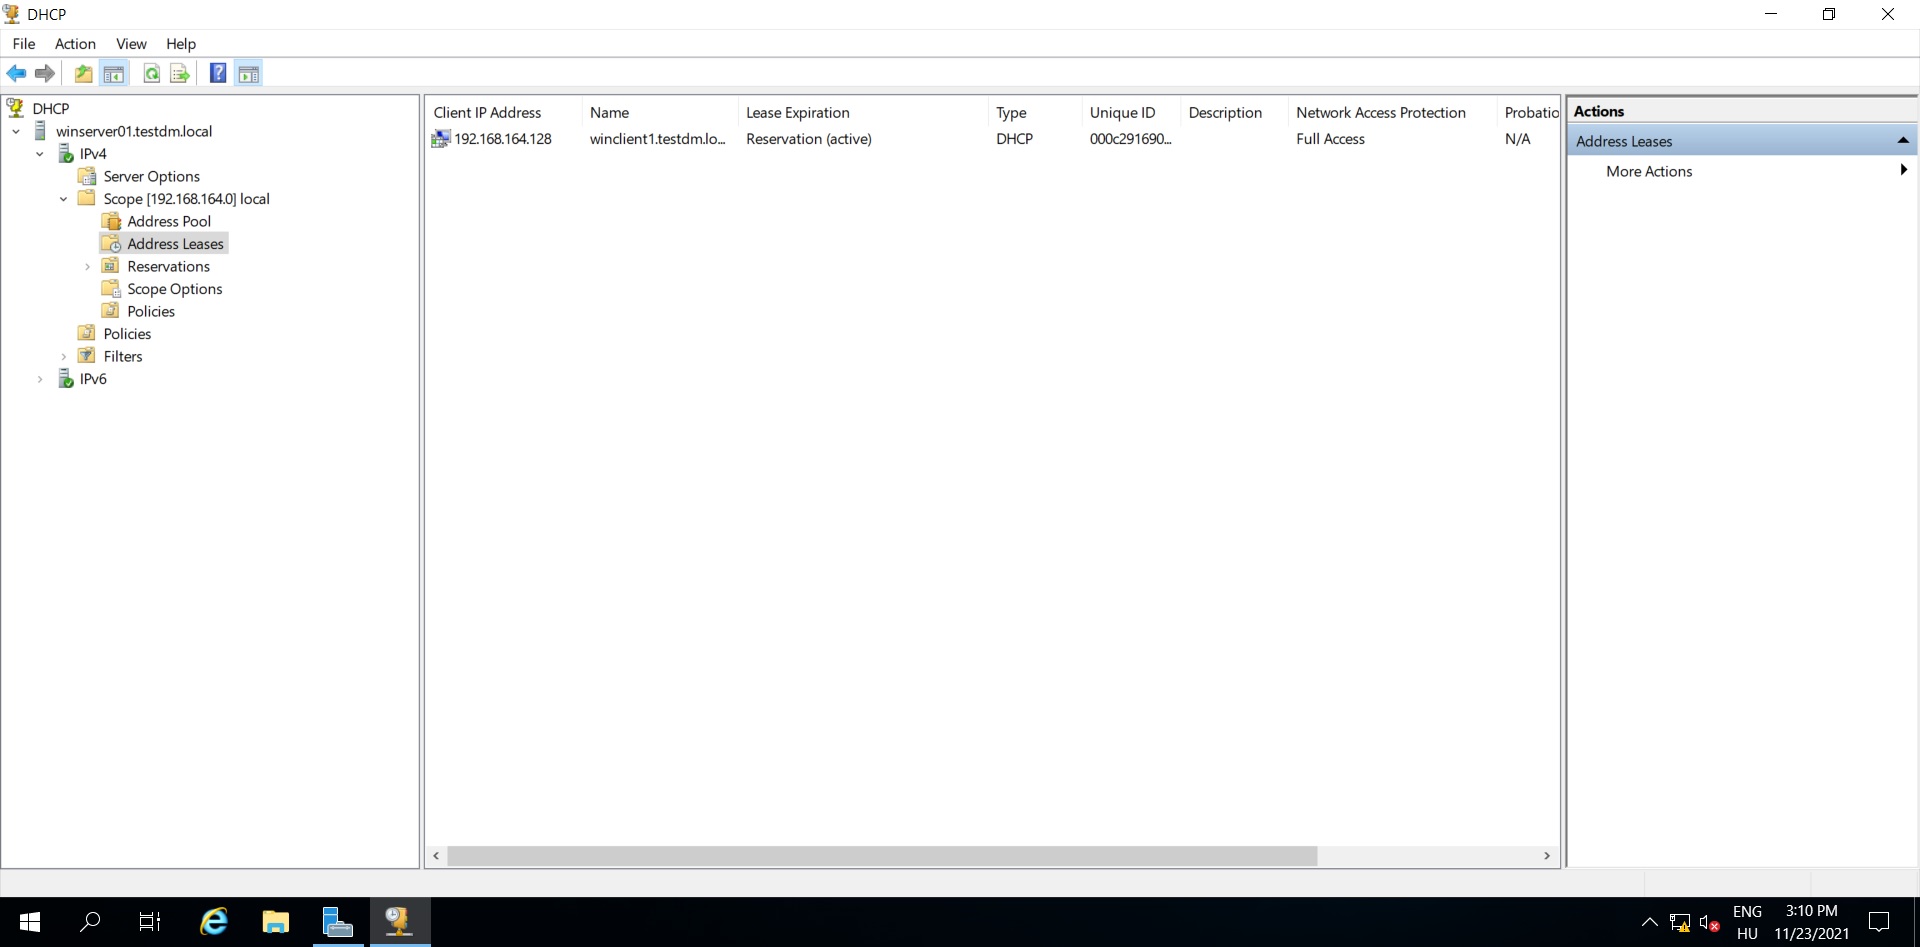 DHCP
File Action View Help
DHCP
winserver01.testdm.local
IPv4
Server Options
Scope [192.168.164.0] local
Address Pool
Address Leases
Reservations
Scope Options
Policies
Policies
Filters
IPv6
Client IP Address Name Lease Expiration Type Unique ID Description Network Access Protection Probatio
192.168.164.128 winclient1.testdm.lo... Reservation (active) DHCP 000c291690... Full Access N/A
Actions
Address Leases
More Actions
ENG 3:10 PM
HU 11/23/2021